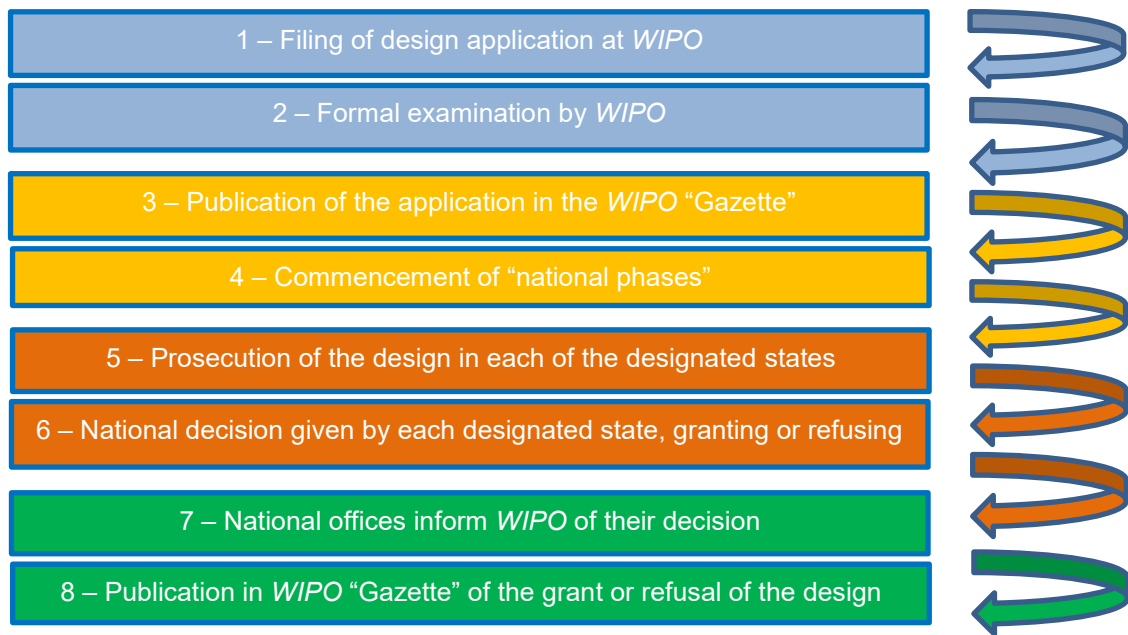 1 – Filing of design application at WIPO
2 – Formal examination by WIPO
3 – Publication of the application in the WIPO “Gazette”
4 – Commencement of “national phases”
5 – Prosecution of the design in each of the designated states
6 – National decision given by each designated state, granting or refusing
7 – National offices inform WIPO of their decision
8 – Publication in WIPO “Gazette” of the grant or refusal of the design